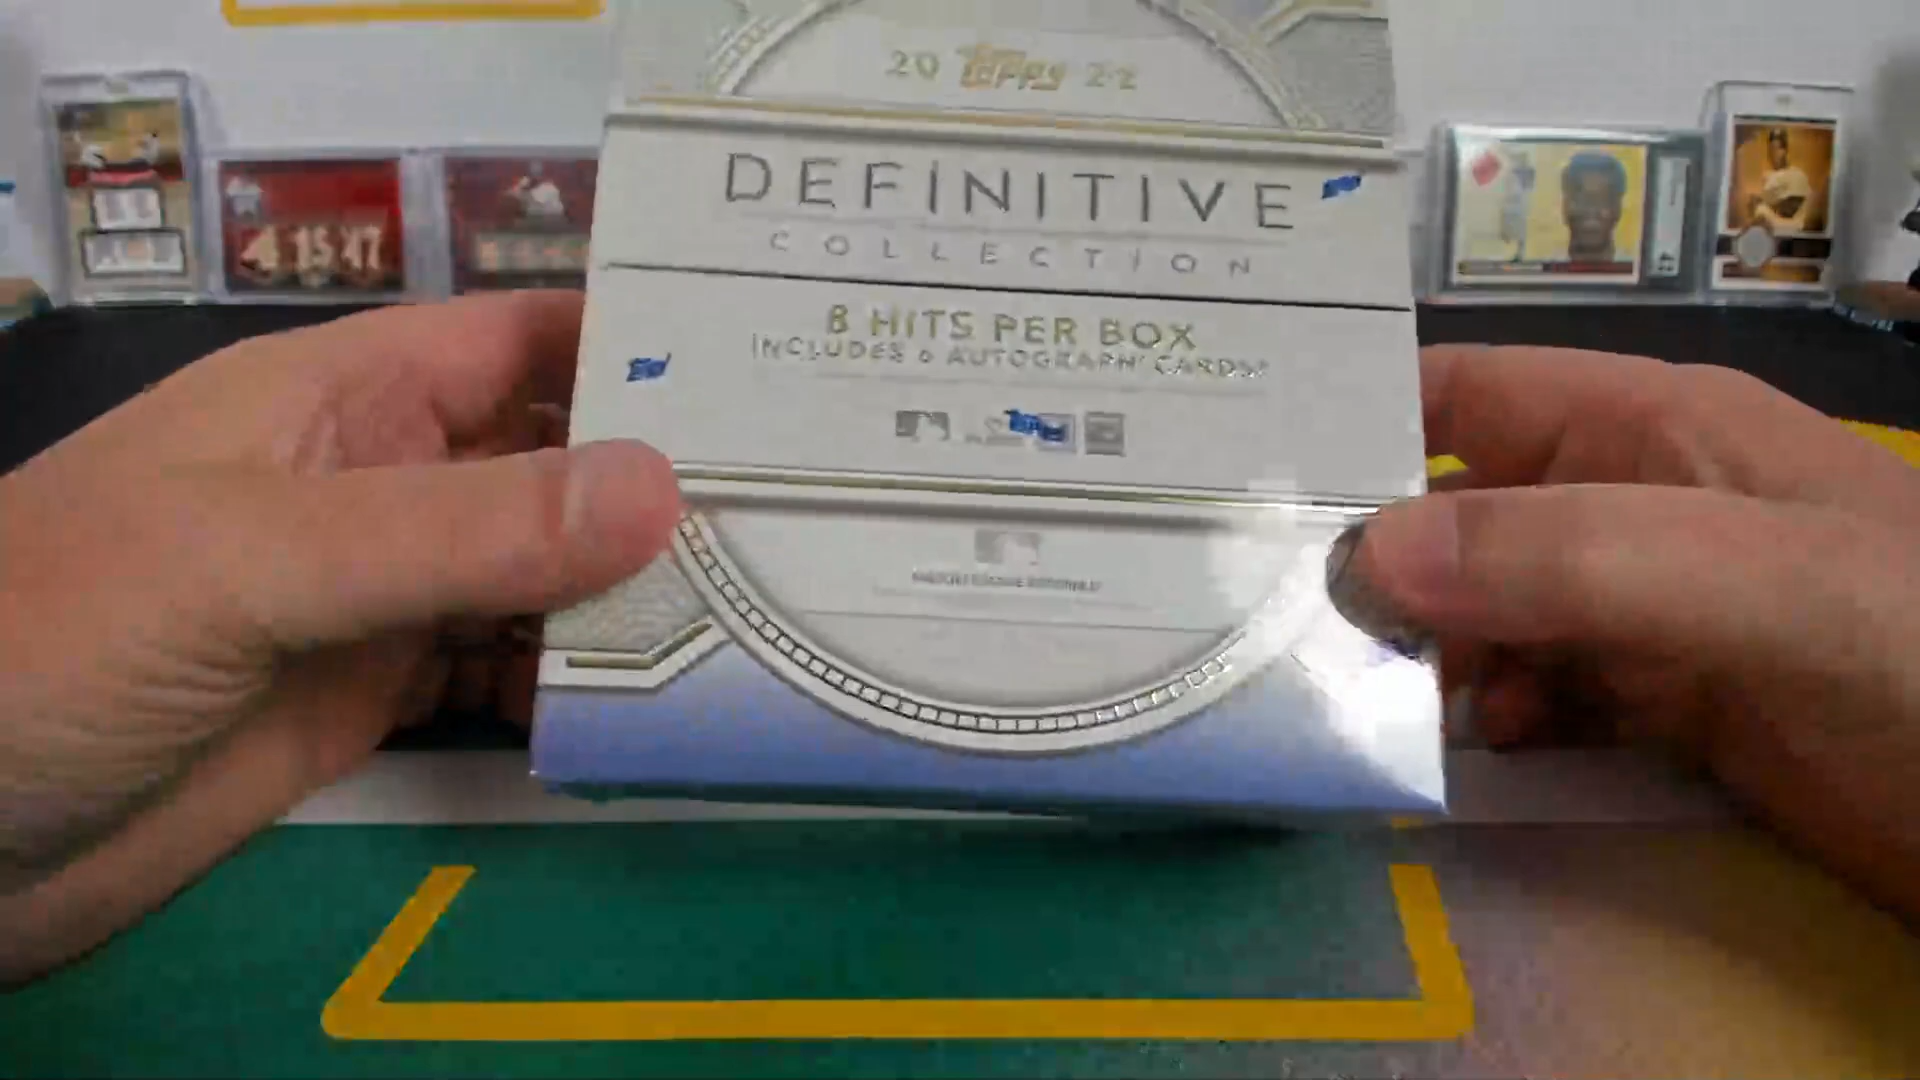 20 Topps 22
DEFINITIVE
COLLECTION
8 HITS PER BOX
INCLUDES 6 AUTOGRAPH CARDS!